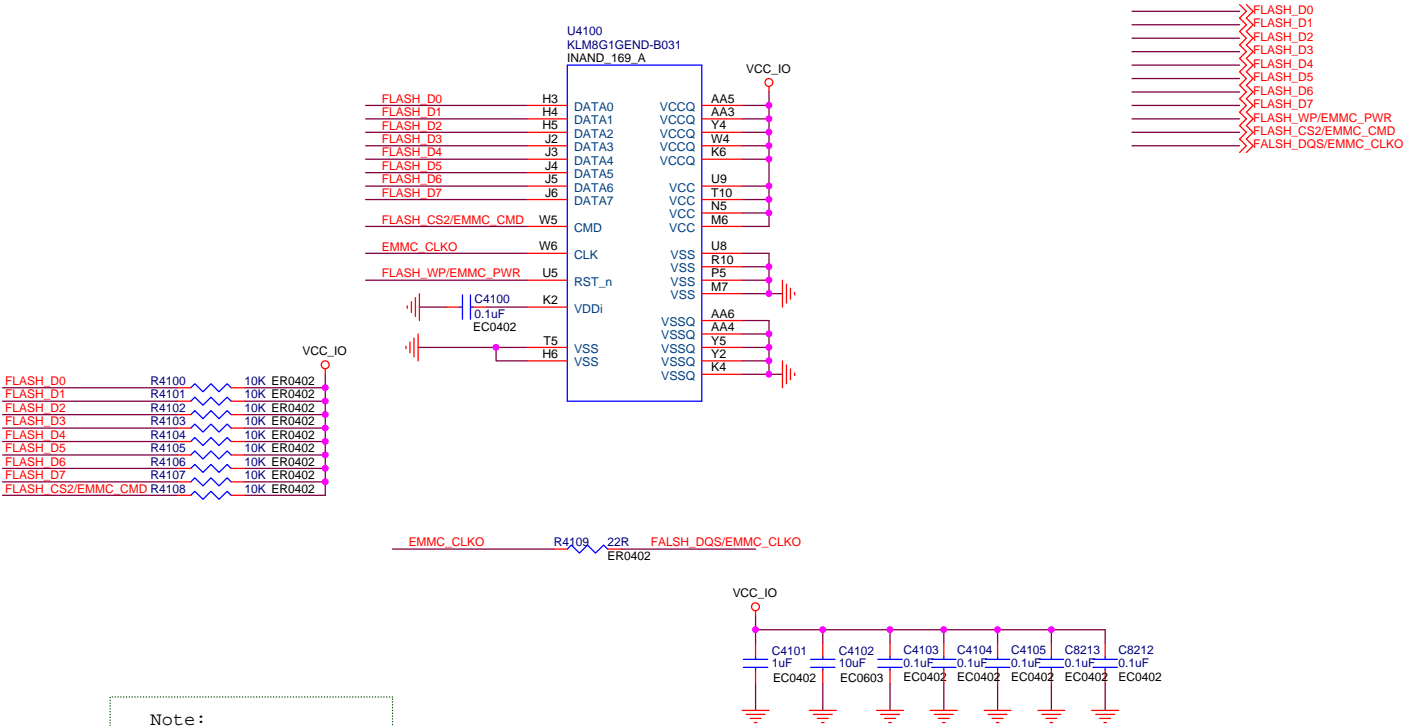 FLASH_D0
FLASH_D1
FLASH_D2
FLASH_D3
FLASH_D4
FLASH_D5
FLASH_D6
FLASH_D7
FLASH_WP/EMMC_PWR
FLASH_CS2/EMMC_CMD
FALSH_DQS/EMMC_CLKO
U4100
KLM8G1GEND-B031
INAND_169_A
VCC_IO
FLASH_D0 H3 DATA0 VCCQ AA5
FLASH_D1 H4 DATA1 VCCQ AA3
FLASH_D2 H5 DATA2 VCCQ Y4
FLASH_D3 J2 DATA3 VCCQ W4
FLASH_D4 J3 DATA4 VCCQ K6
FLASH_D5 J4 DATA5
FLASH_D6 J5 DATA6 VCC U9
FLASH_D7 J6 DATA7 VCC T10
VCC N5
FLASH_CS2/EMMC_CMD W5 CMD VCC M6
EMMC_CLKO W6 CLK VSS U8
VSS R10
FLASH_WP/EMMC_PWR U5 RST_n VSS P5
VSS M7
C4100 K2 VDDi
0.1uF
EC0402
VSSQ AA6
VSSQ AA4
T5 VSS VSSQ Y5
H6 VSS VSSQ Y2
VSSQ K4
VCC_IO
FLASH_D0 R4100 10K ER0402
FLASH_D1 R4101 10K ER0402
FLASH_D2 R4102 10K ER0402
FLASH_D3 R4103 10K ER0402
FLASH_D4 R4104 10K ER0402
FLASH_D5 R4105 10K ER0402
FLASH_D6 R4106 10K ER0402
FLASH_D7 R4107 10K ER0402
FLASH_CS2/EMMC_CMD R4108 10K ER0402
EMMC_CLKO R4109 22R FALSH_DQS/EMMC_CLKO
ER0402
VCC_IO
C4101 C4102 C4103 C4104 C4105 C8213 C8212
1uF 10uF 0.1uF 0.1uF 0.1uF 0.1uF 0.1uF
EC0402 EC0603 EC0402 EC0402 EC0402 EC0402 EC0402
Note: